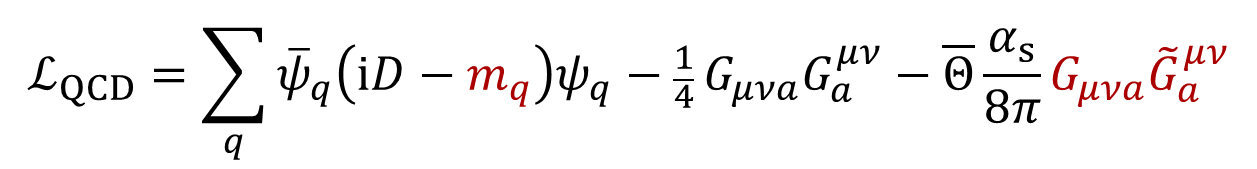 ℒ_QCD = ∑_q ψ̄_q(iD − m_q)ψ_q − ¼ G_μνa G_a^μν − Θ̄ α_s/8π G_μνa G̃_a^μν